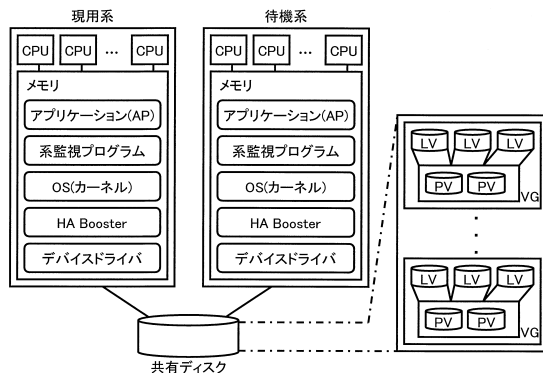 現用系
CPU CPU … CPU
メモリ
アプリケーション(AP)
系監視プログラム
OS(カーネル)
HA Booster
デバイスドライバ
待機系
CPU CPU … CPU
メモリ
アプリケーション(AP)
系監視プログラム
OS(カーネル)
HA Booster
デバイスドライバ
共有ディスク
LV LV LV
PV PV
VG
LV LV LV
PV PV
VG